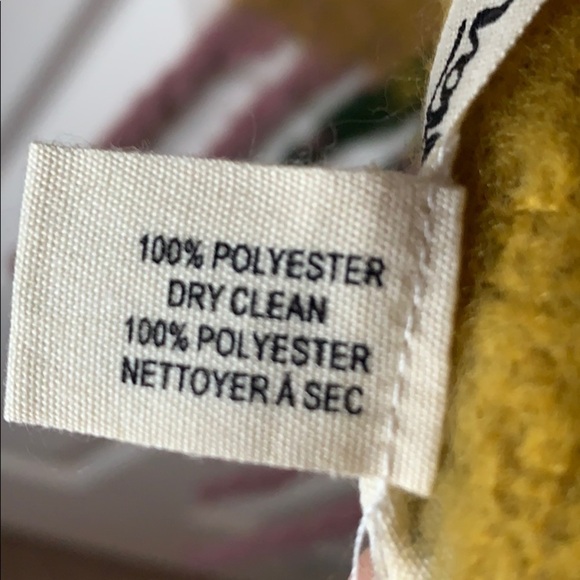 100% POLYESTER
DRY CLEAN
100% POLYESTER
NETTOYER À SEC